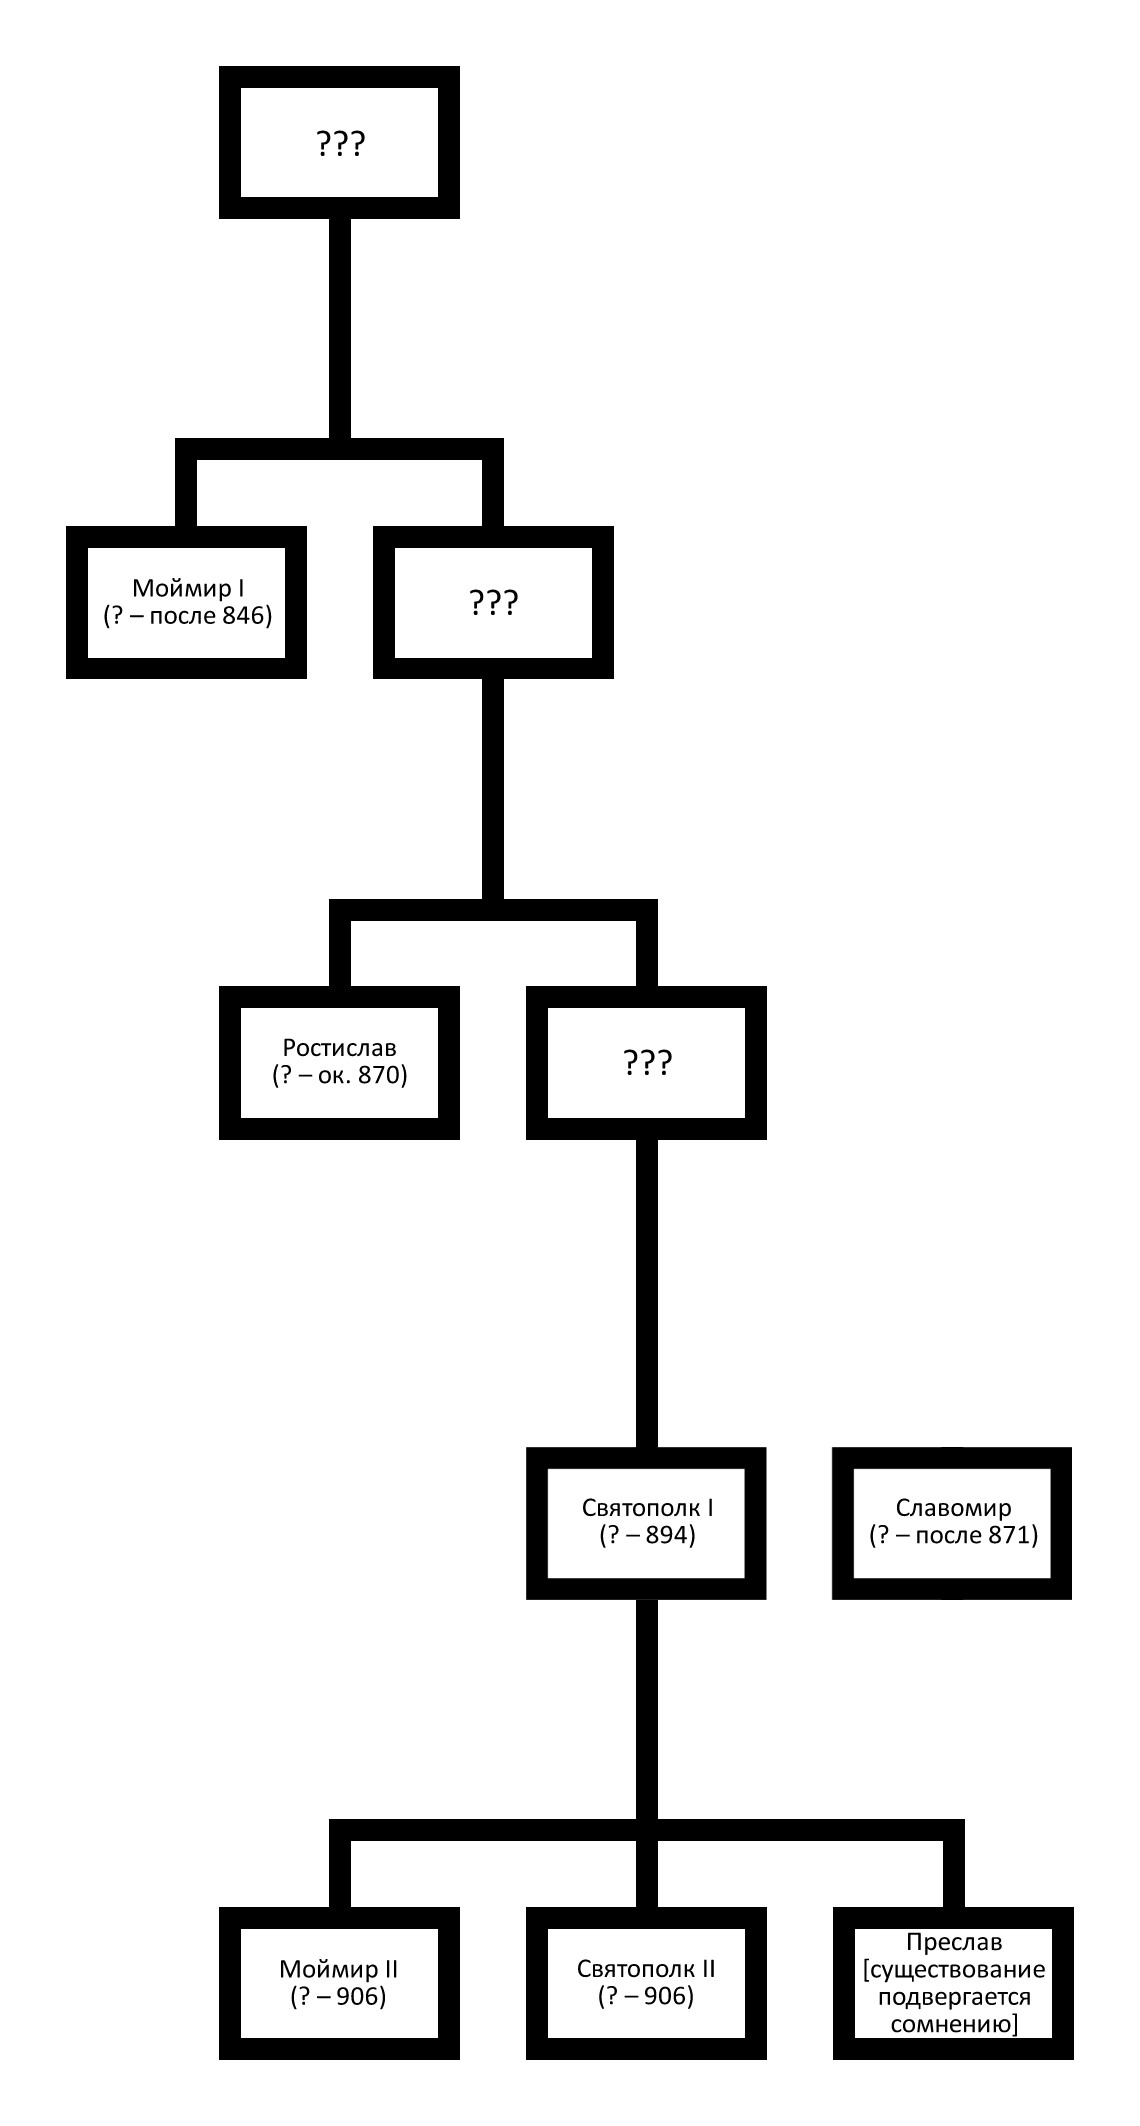 ???
Моймир I
(? – после 846)
???
Ростислав
(? – ок. 870)
???
Святополк I
(? – 894)
Славомир
(? – после 871)
Моймир II
(? – 906)
Святополк II
(? – 906)
Преслав
[существование
подвергается
сомнению]